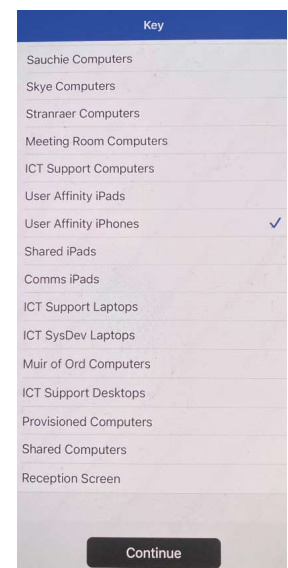 Key
Sauchie Computers
Skye Computers
Stranraer Computers
Meeting Room Computers
ICT Support Computers
User Affinity iPads
User Affinity iPhones
Shared iPads
Comms iPads
ICT Support Laptops
ICT SysDev Laptops
Muir of Ord Computers
ICT Support Desktops
Provisioned Computers
Shared Computers
Reception Screen
Continue